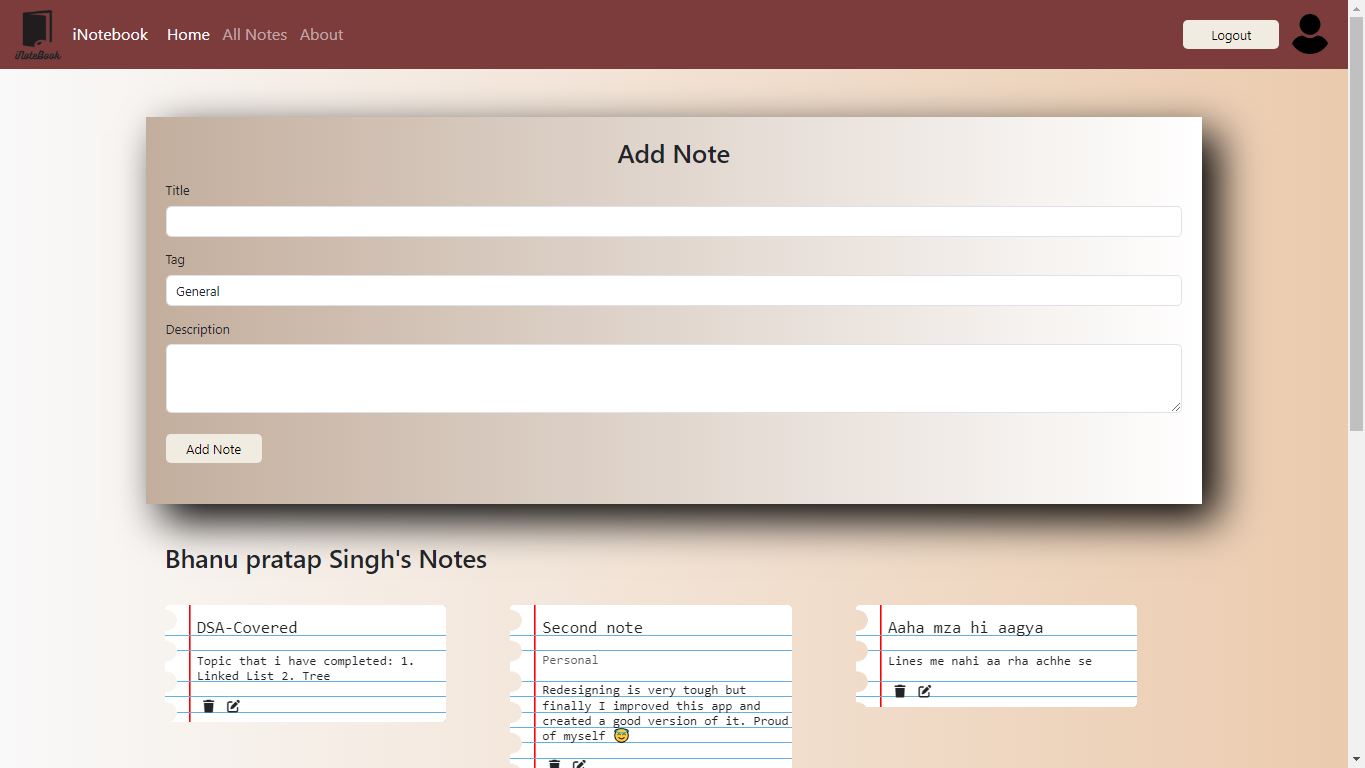 iNoteBook
iNotebook Home All Notes About Logout
Add Note
Title
Tag
General
Description
Add Note
Bhanu pratap Singh's Notes
DSA-Covered
Topic that i have completed: 1.
Linked List 2. Tree
Second note
Personal
Redesigning is very tough but
finally I improved this app and
created a good version of it. Proud
of myself 😇
Aaha mza hi aagya
Lines me nahi aa rha achhe se